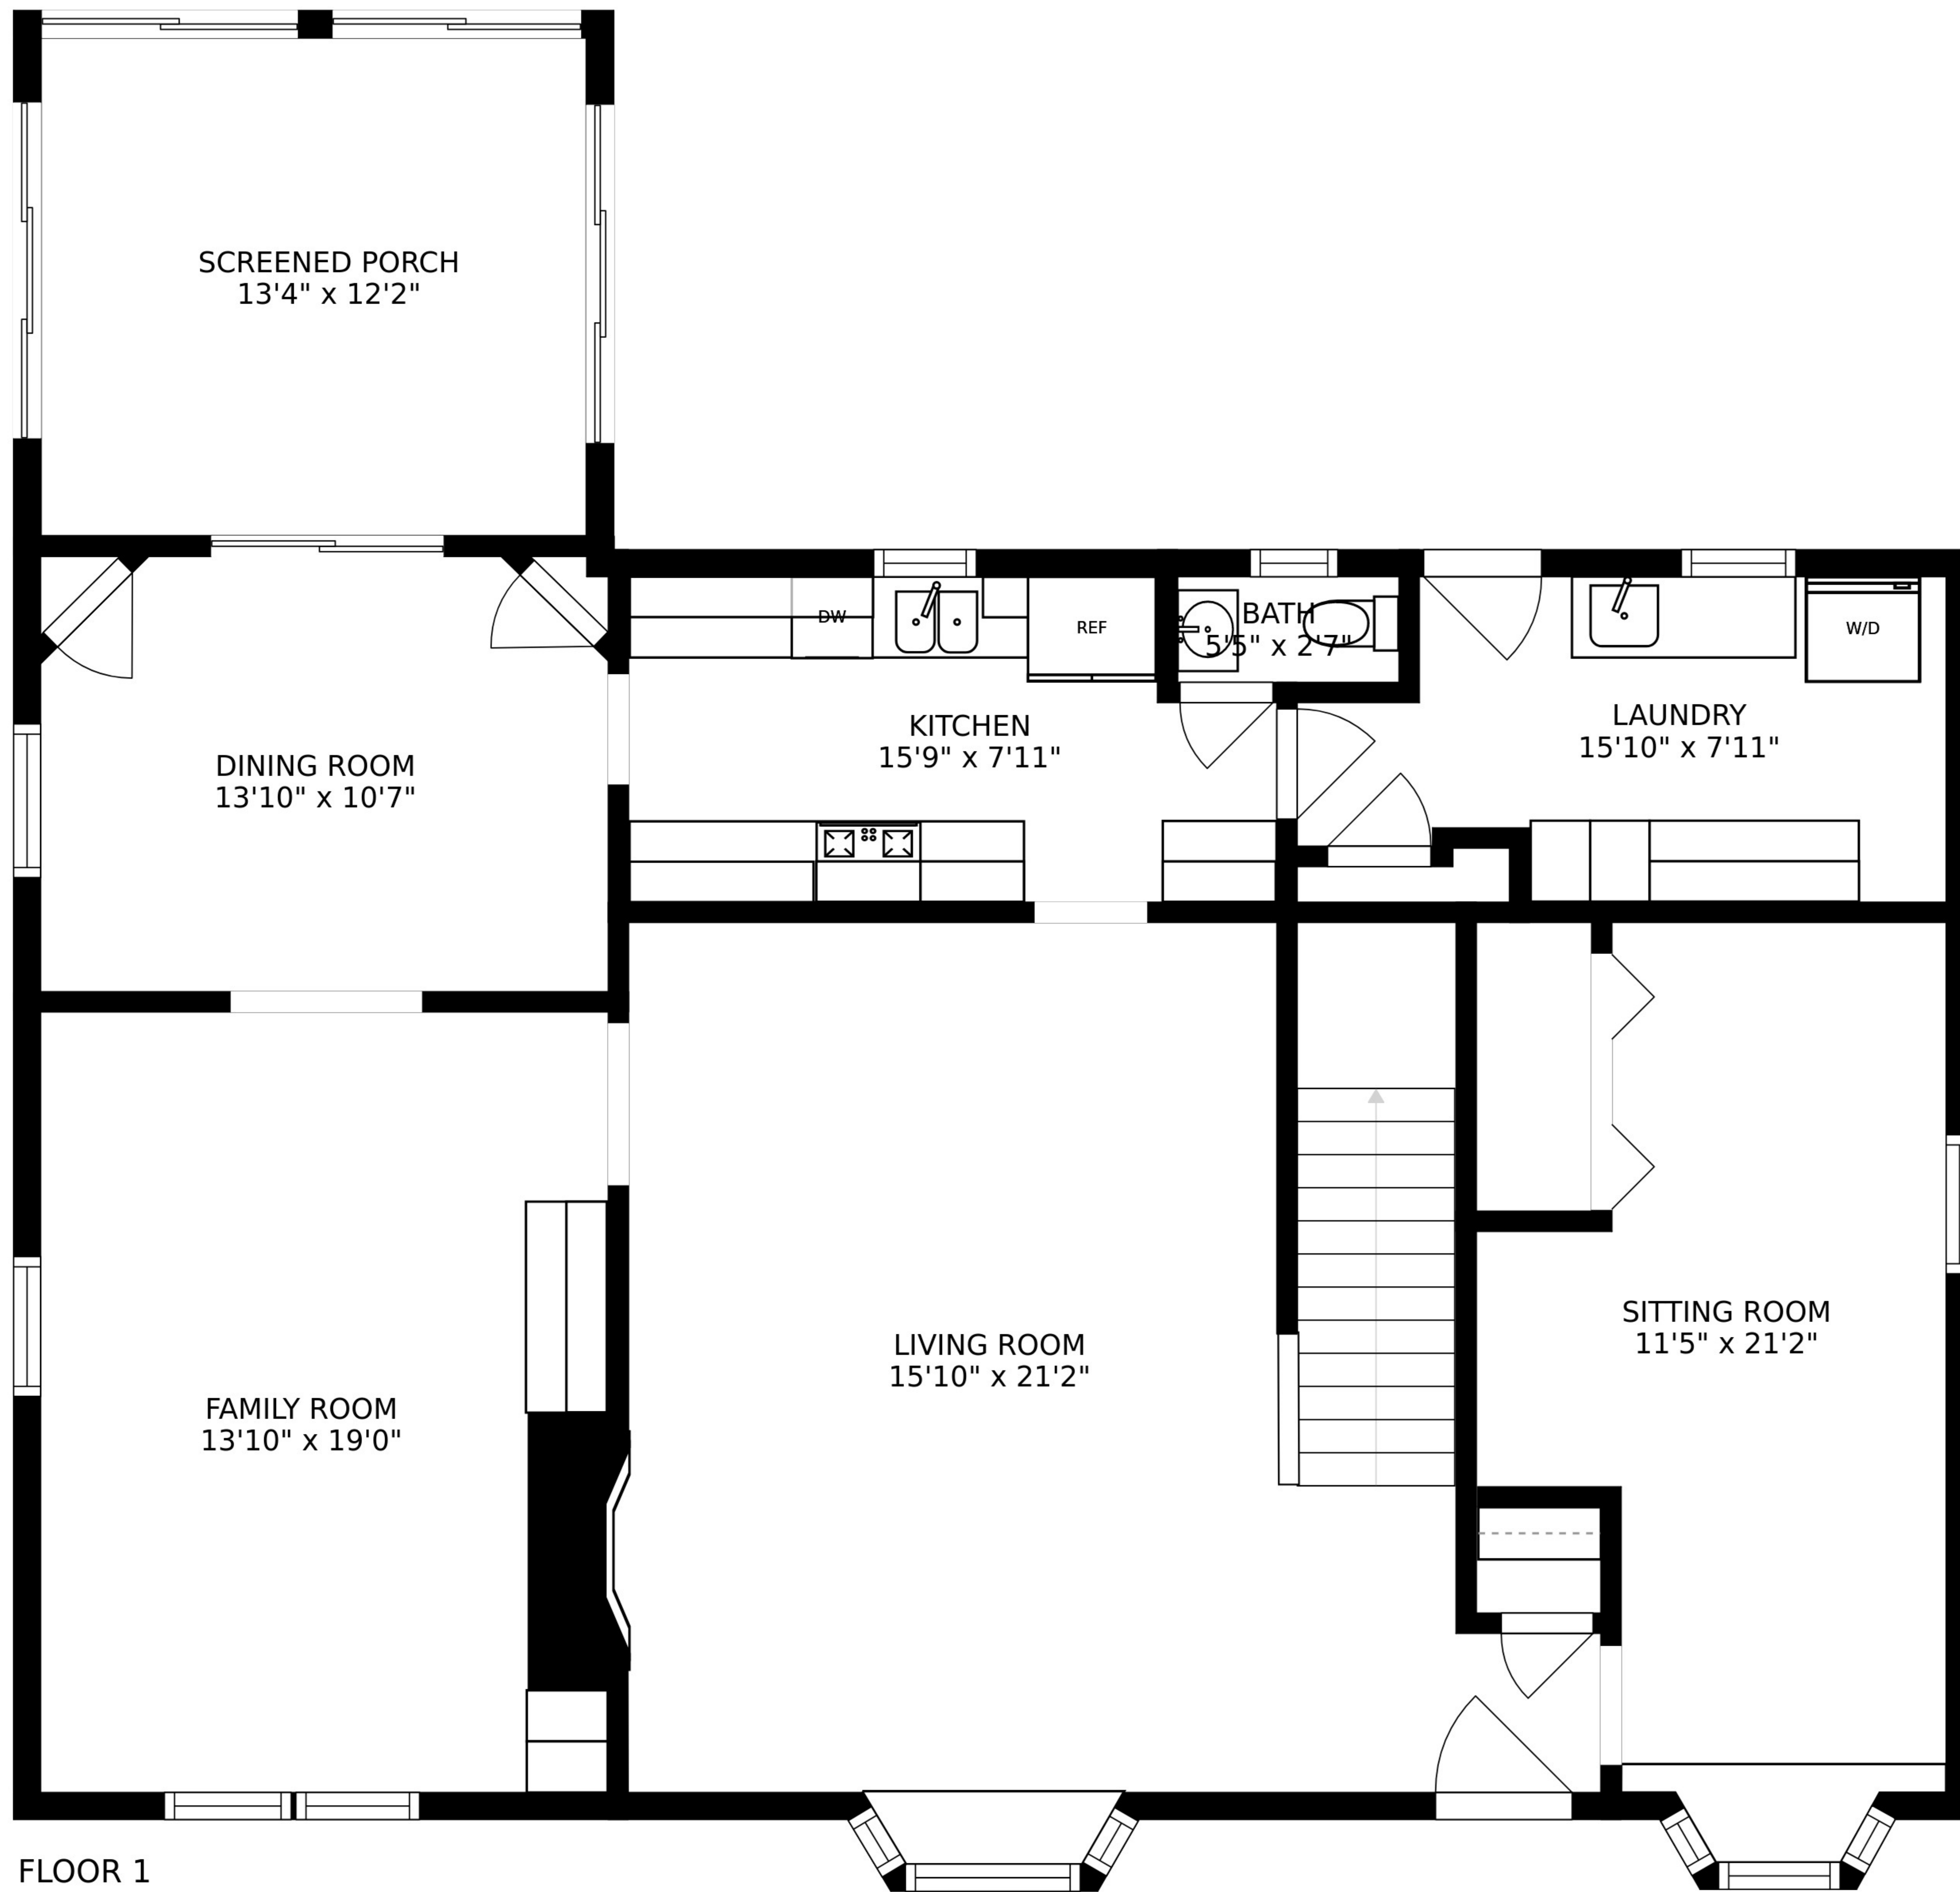 SCREENED PORCH
13'4" x 12'2"
DW
REF
BATH
5'5" x 2'7"
W/D
KITCHEN
15'9" x 7'11"
LAUNDRY
15'10" x 7'11"
DINING ROOM
13'10" x 10'7"
SITTING ROOM
11'5" x 21'2"
LIVING ROOM
15'10" x 21'2"
FAMILY ROOM
13'10" x 19'0"
FLOOR 1